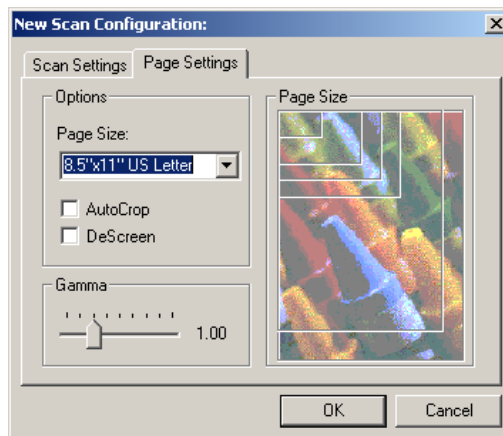 New Scan Configuration:
Scan Settings
Page Settings
Options
Page Size:
8.5"x11" US Letter
AutoCrop
DeScreen
Gamma
1.00
Page Size
OK
Cancel